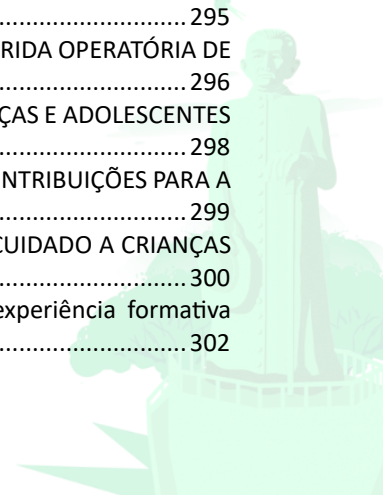 ............................ 295
RIDA OPERATÓRIA DE
............................ 296
ÇAS E ADOLESCENTES
............................ 298
NTRIBUIÇÕES PARA A
............................ 299
CUIDADO A CRIANÇAS
............................ 300
experiência formativa
............................ 302